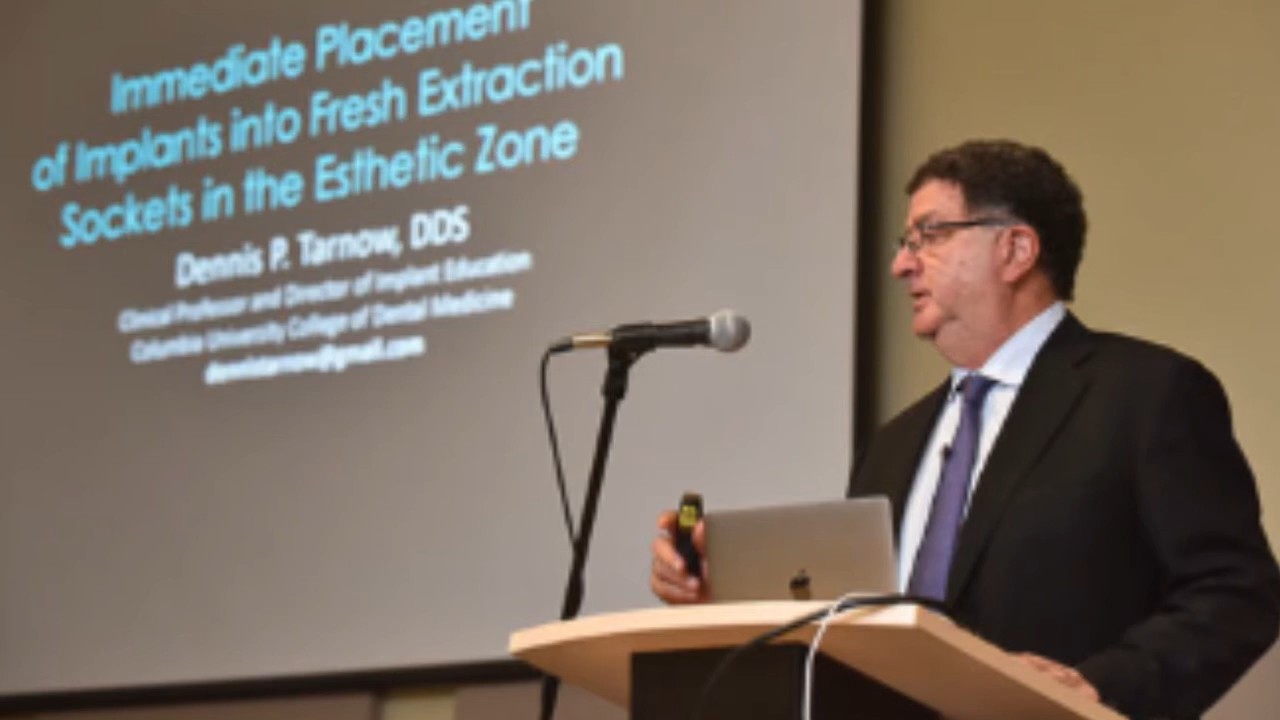 Immediate Placement
of Implants into Fresh Extraction
Sockets in the Esthetic Zone
Dennis P. Tarnow, DDS
Clinical Professor and Director of Implant Education
Columbia University College of Dental Medicine
dennistarnow@gmail.com